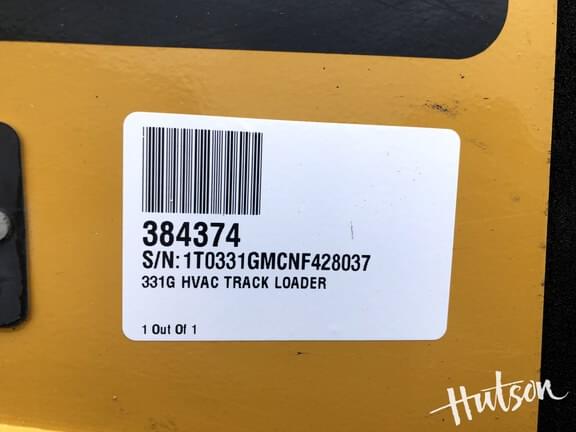 384374
S/N: 1T0331GMCNF428037
331G HVAC TRACK LOADER
1 Out Of 1
Hutson